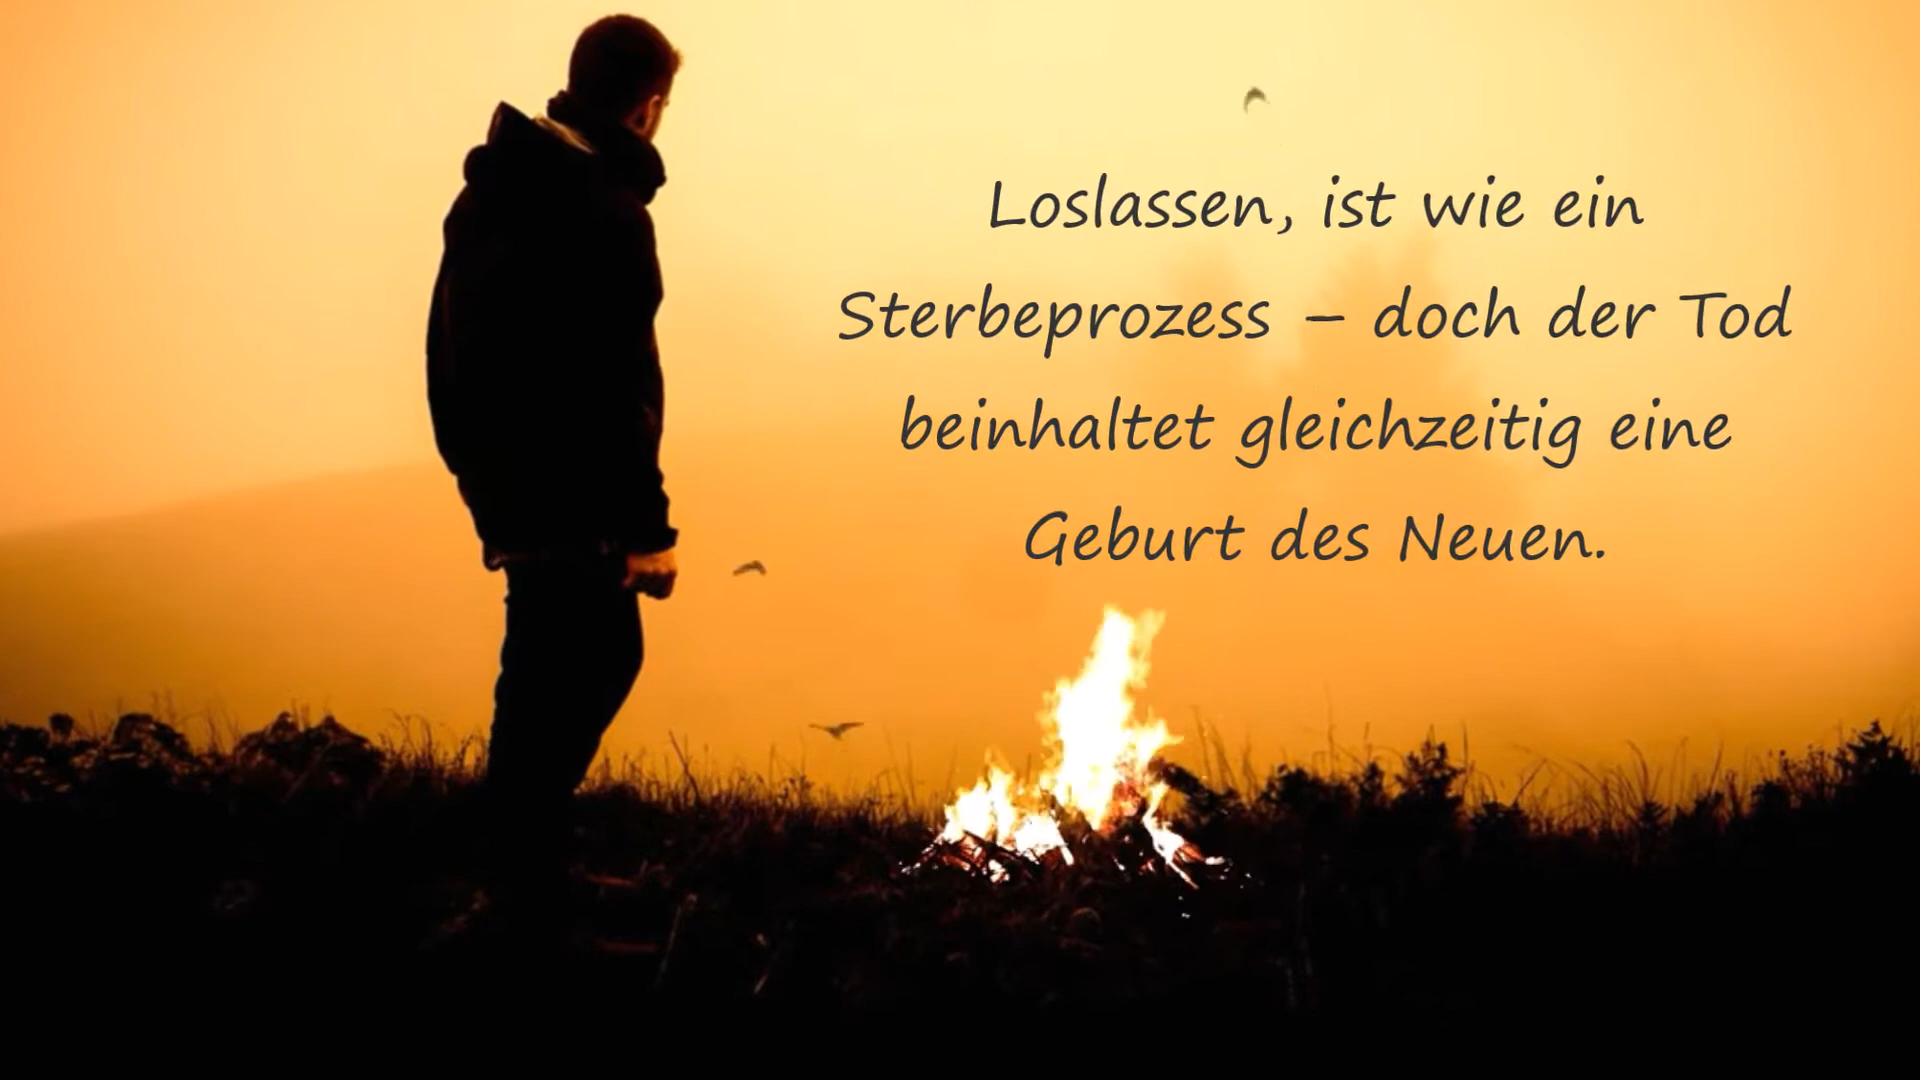 Loslassen, ist wie ein
Sterbeprozess – doch der Tod
beinhaltet gleichzeitig eine
Geburt des Neuen.